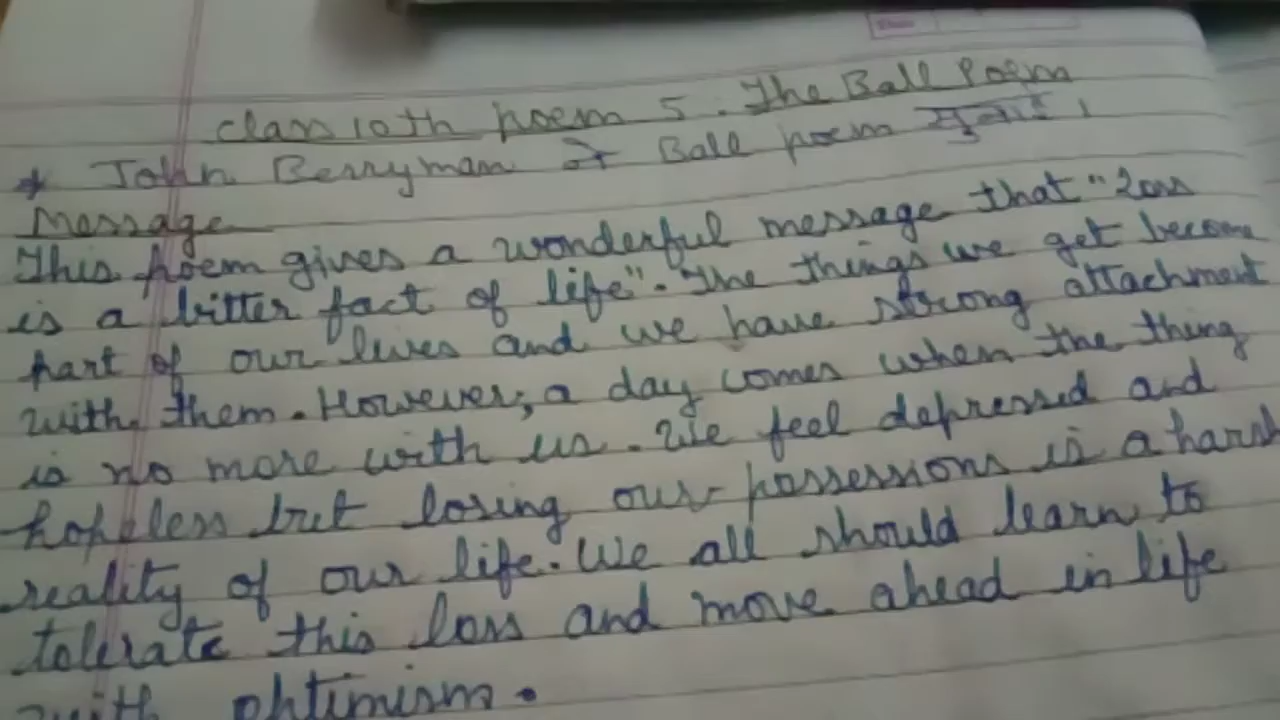 Class 10th poem 5. The Ball Poem
* John Berryman ने Ball poem सुनाई।
Message
This poem gives a wonderful message that "Loss
is a bitter fact of life". The things we get become
part of our lives and we have strong attachment
with them. However, a day comes when the thing
is no more with us. We feel depressed and
hopeless but losing our possessions is a harsh
reality of our life. We all should learn to
tolerate this loss and move ahead in life
with optimism.